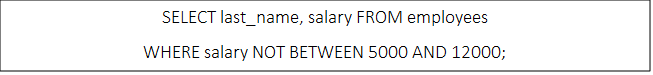 SELECT last_name, salary FROM employees
WHERE salary NOT BETWEEN 5000 AND 12000;